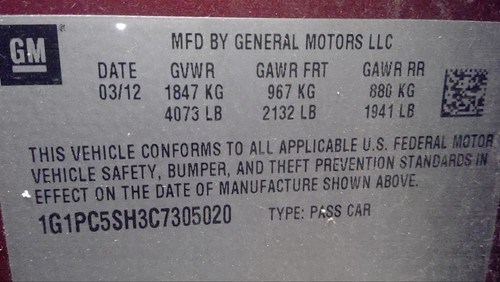 GM
MFD BY GENERAL MOTORS LLC
DATE GVWR GAWR FRT GAWR RR
03/12 1847 KG 967 KG 880 KG
4073 LB 2132 LB 1941 LB
THIS VEHICLE CONFORMS TO ALL APPLICABLE U.S. FEDERAL MOTOR
VEHICLE SAFETY, BUMPER, AND THEFT PREVENTION STANDARDS IN
EFFECT ON THE DATE OF MANUFACTURE SHOWN ABOVE.
1G1PC5SH3C7305020 TYPE: PASS CAR